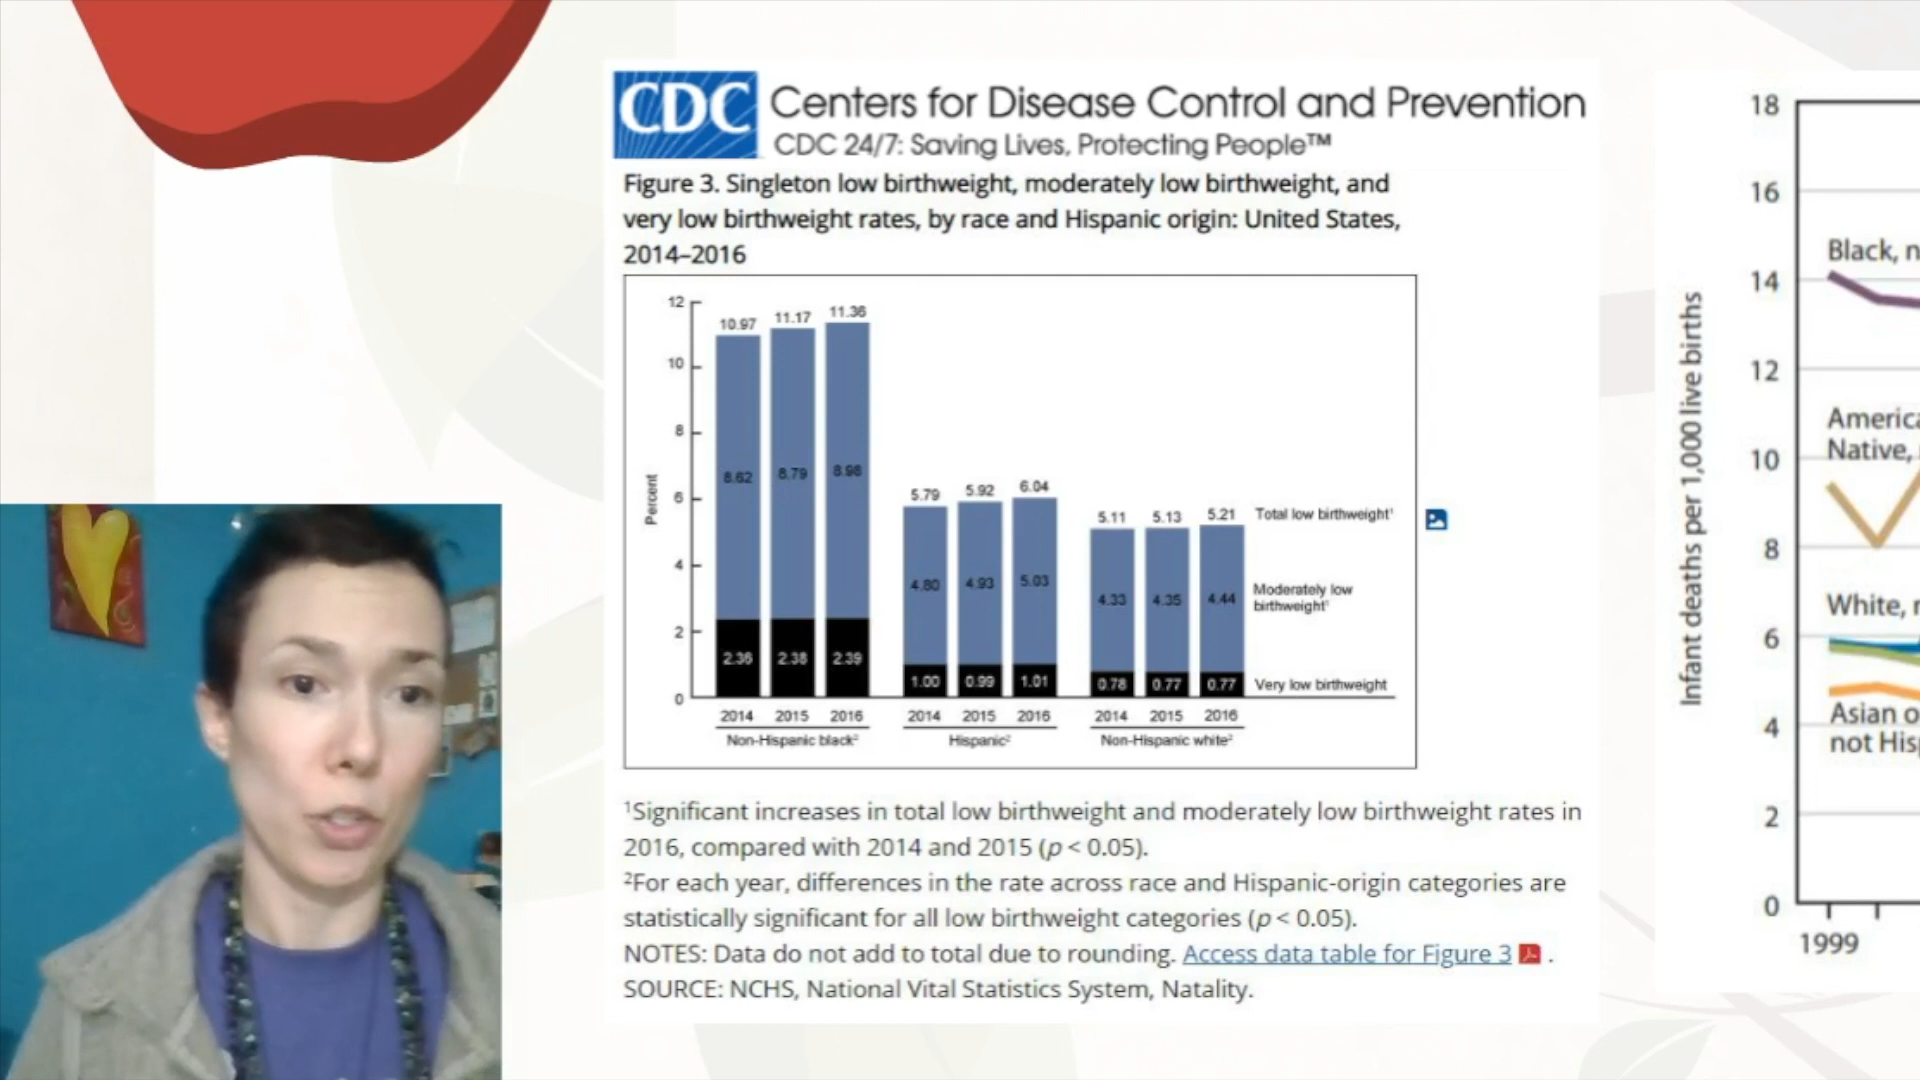 CDC
Centers for Disease Control and Prevention
CDC 24/7: Saving Lives, Protecting People™
Figure 3. Singleton low birthweight, moderately low birthweight, and
very low birthweight rates, by race and Hispanic origin: United States,
2014–2016
Percent
12
10
8
6
4
2
0
10.97 11.17 11.36
8.62 8.79 8.98
2.36 2.38 2.39
5.79 5.92 6.04
4.80 4.93 5.03
1.00 0.99 1.01
5.11 5.13 5.21
4.33 4.35 4.44
0.78 0.77 0.77
Total low birthweight¹
Moderately low
birthweight¹
Very low birthweight
2014 2015 2016 2014 2015 2016 2014 2015 2016
Non-Hispanic black² Hispanic² Non-Hispanic white²
¹Significant increases in total low birthweight and moderately low birthweight rates in
2016, compared with 2014 and 2015 (p < 0.05).
²For each year, differences in the rate across race and Hispanic-origin categories are
statistically significant for all low birthweight categories (p < 0.05).
NOTES: Data do not add to total due to rounding. Access data table for Figure 3 .
SOURCE: NCHS, National Vital Statistics System, Natality.
Infant deaths per 1,000 live births
18
16
14
12
10
8
6
4
2
0
Black, n
America
Native,
White,
Asian o
not His
1999